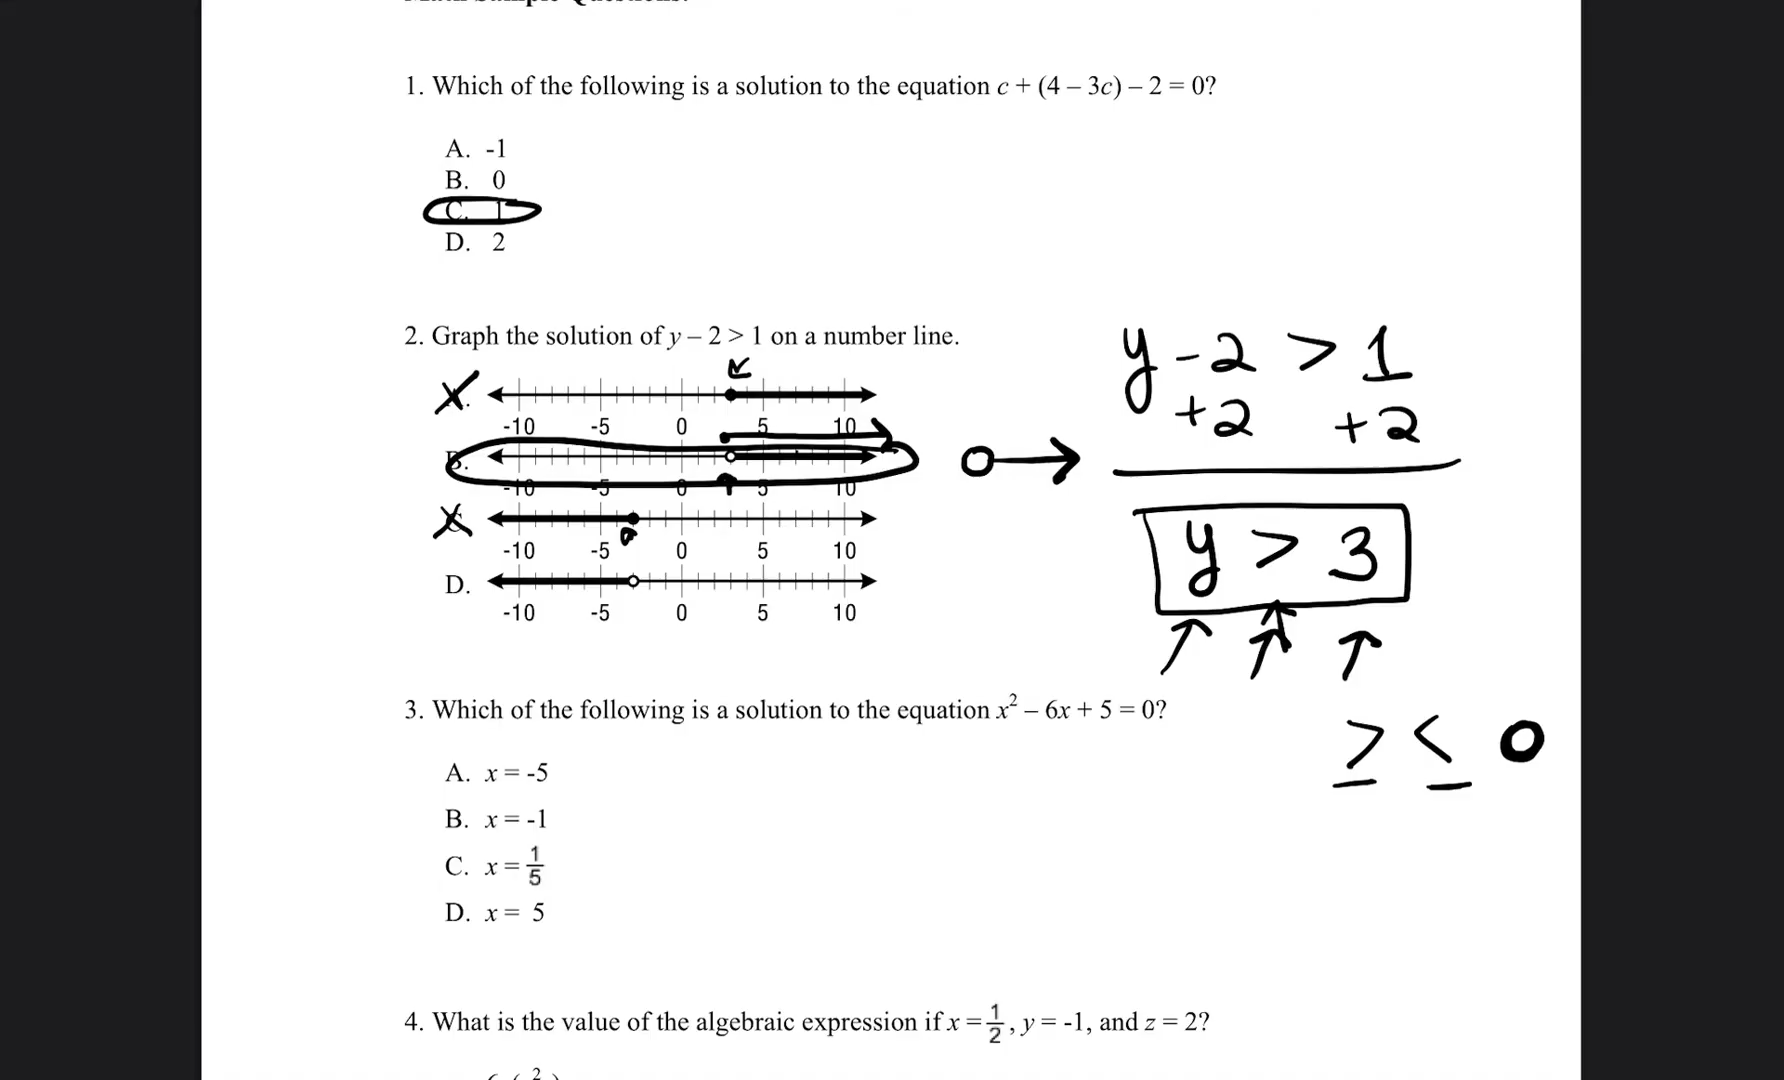 1. Which of the following is a solution to the equation c + (4 – 3c) – 2 = 0?
A. -1
B. 0
C. 1
D. 2
2. Graph the solution of y – 2 > 1 on a number line.
-10 -5 0 5 10
B.
-10 -5 0 5 10
-10 -5 0 5 10
D.
-10 -5 0 5 10
y - 2 > 1
+2 +2
y > 3
≥ ≤
3. Which of the following is a solution to the equation x² – 6x + 5 = 0?
A. x = -5
B. x = -1
C. x = 1/5
D. x = 5
4. What is the value of the algebraic expression if x = 1/2, y = -1, and z = 2?